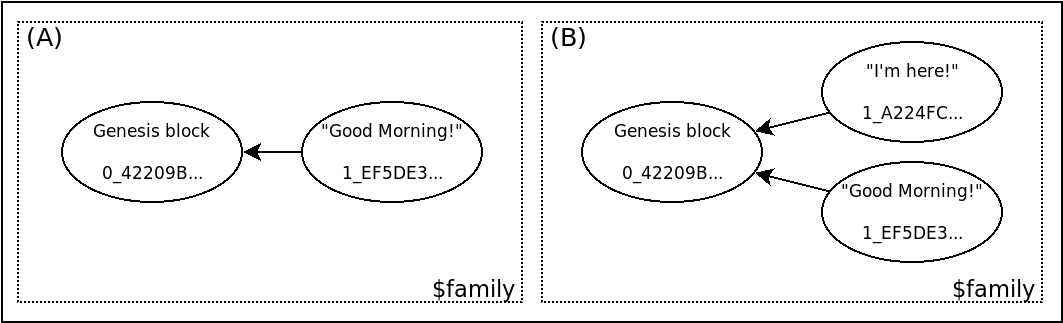 (A)
Genesis block
0_42209B...
"Good Morning!"
1_EF5DE3...
$family
(B)
Genesis block
0_42209B...
"I'm here!"
1_A224FC...
"Good Morning!"
1_EF5DE3...
$family